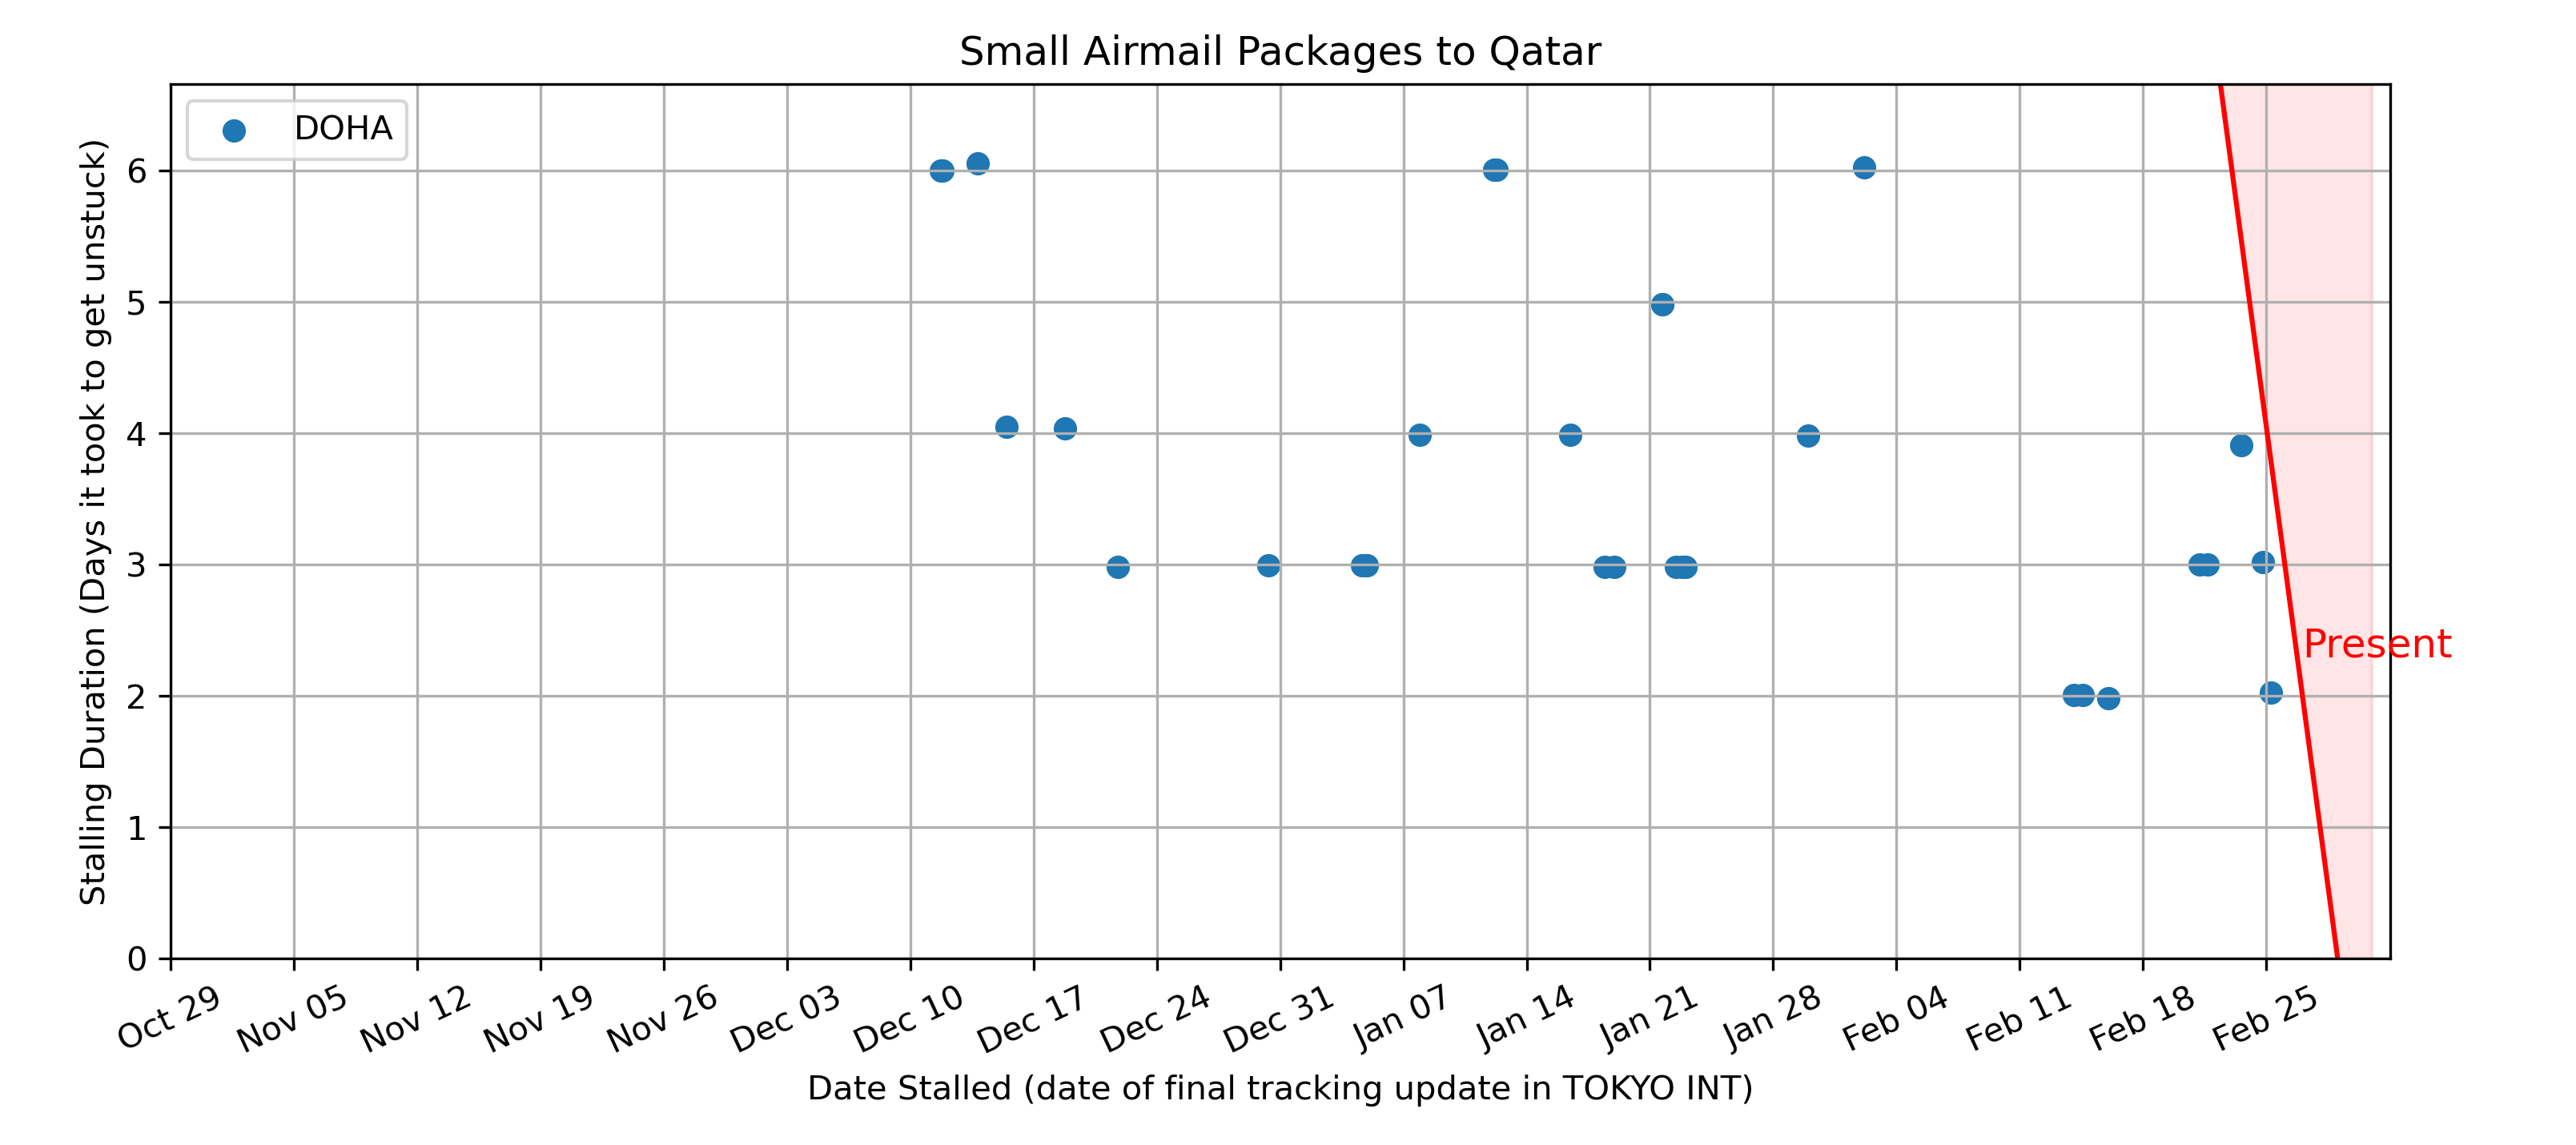 Small Airmail Packages to Qatar
DOHA
Stalling Duration (Days it took to get unstuck)
6
5
4
3
2
1
0
Present
Oct 29
Nov 05
Nov 12
Nov 19
Nov 26
Dec 03
Dec 10
Dec 17
Dec 24
Dec 31
Jan 07
Jan 14
Jan 21
Jan 28
Feb 04
Feb 11
Feb 18
Feb 25
Date Stalled (date of final tracking update in TOKYO INT)